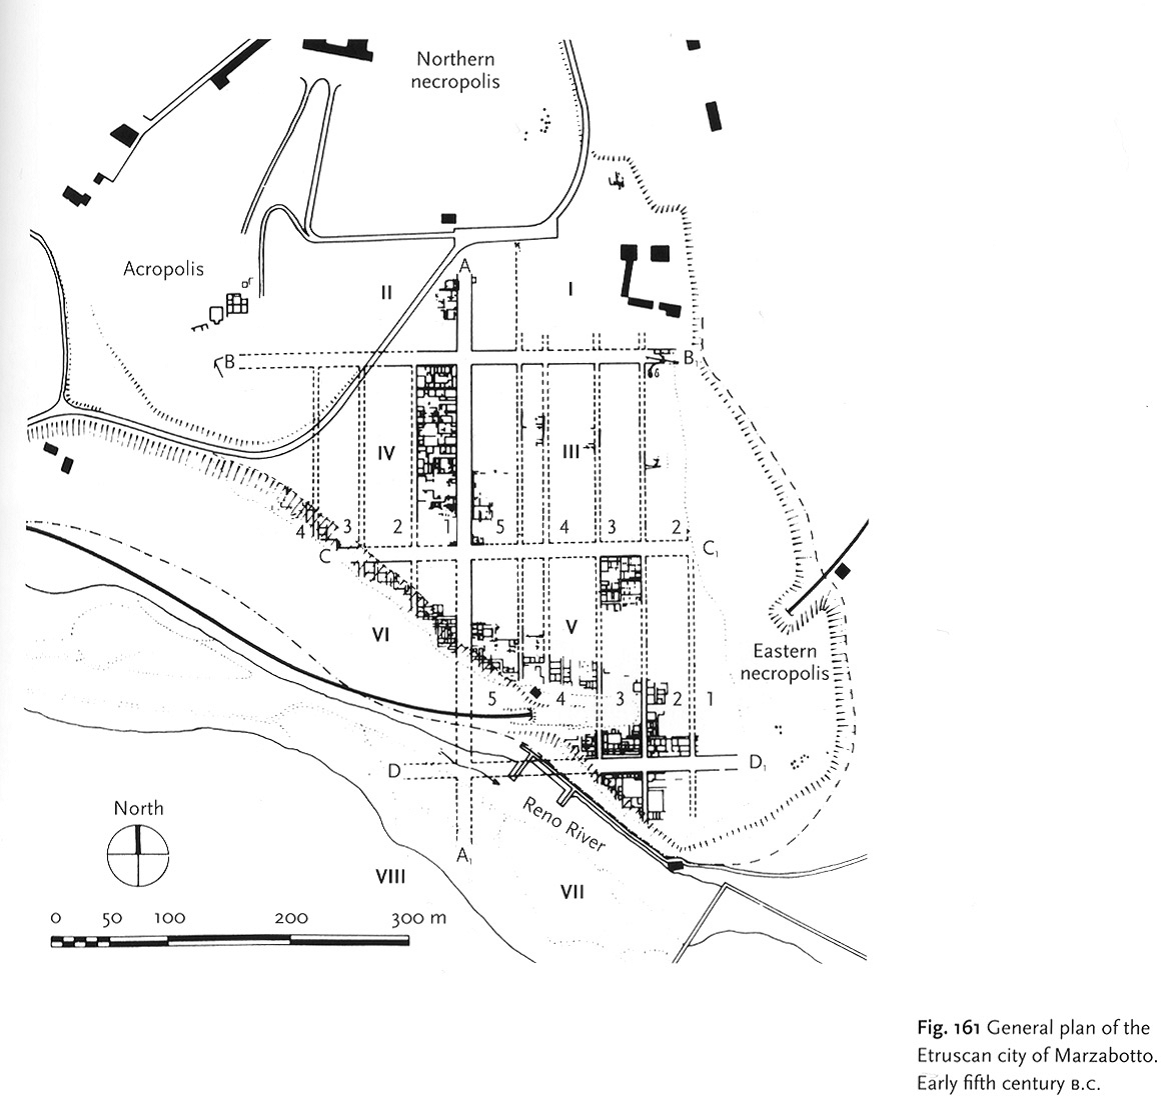 Northern
necropolis
Acropolis
A
II
I
B
B1
6
IV
III
4
3
2
1
5
4
3
2
C
C1
VI
V
Eastern
necropolis
5
4
3
2
1
D
D1
Reno River
North
A1
VIII
VII
0 50 100 200 300 m
Fig. 161 General plan of the
Etruscan city of Marzabotto.
Early fifth century B.C.